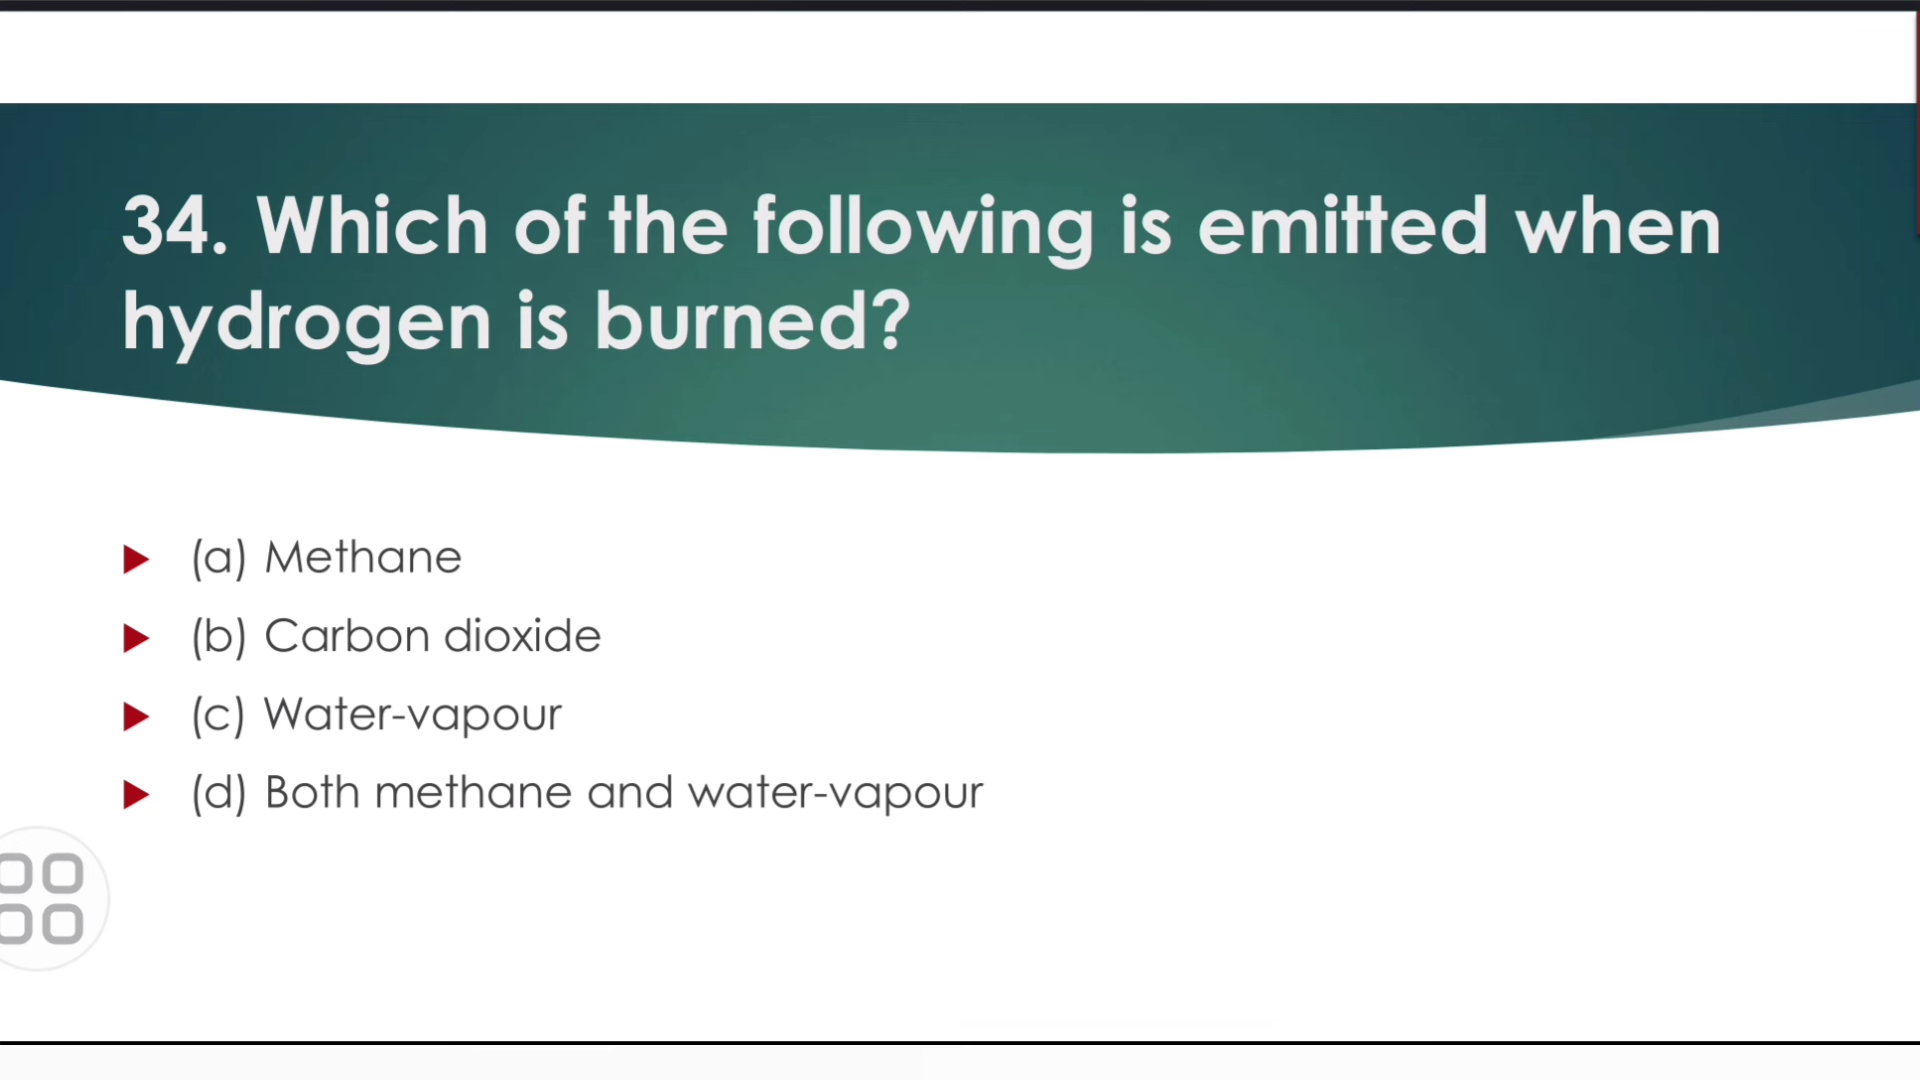 34. Which of the following is emitted when
hydrogen is burned?
(a) Methane
(b) Carbon dioxide
(c) Water-vapour
(d) Both methane and water-vapour